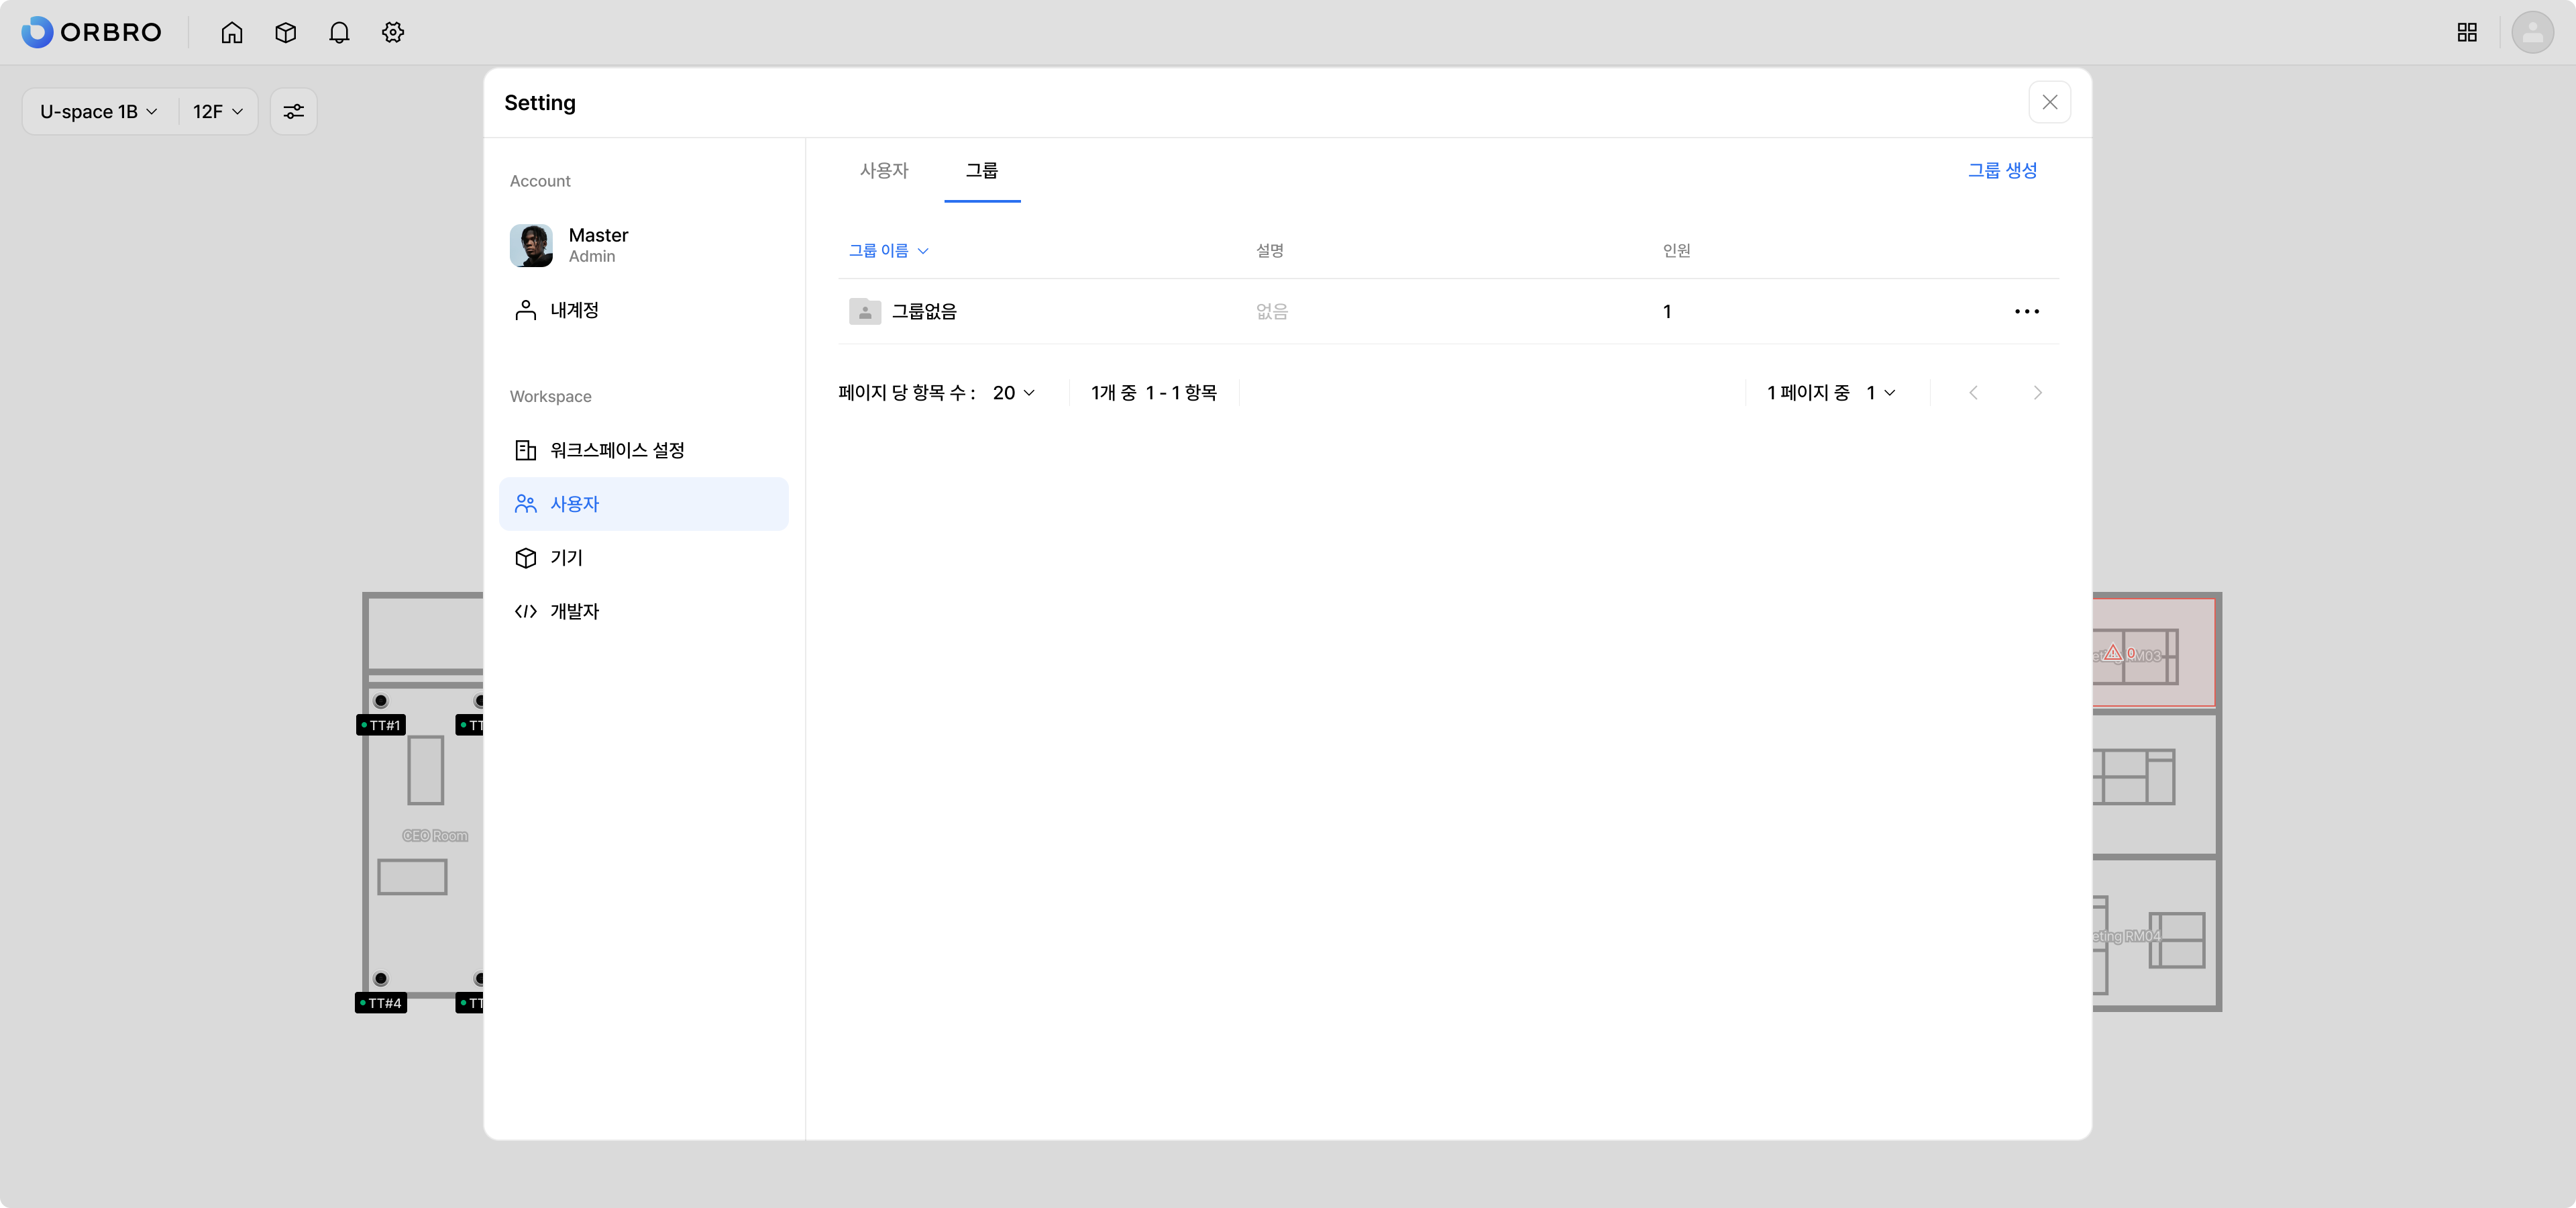 ORBRO
U-space 1B 12F
Setting
Account
Master
Admin
내계정
Workspace
워크스페이스 설정
사용자
기기
개발자
사용자 그룹 그룹 생성
그룹 이름 설명 인원
그룹없음 없음 1
페이지 당 항목 수 : 20 1개 중 1 - 1 항목 1 페이지 중 1
TT#1
TT
CEO Room
TT#4
TT
0
RM03
eting RM04